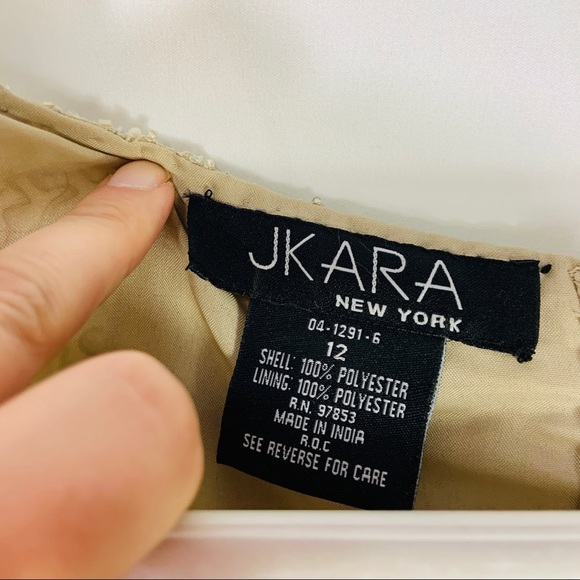 JKARA
NEW YORK
04-1291-6
12
SHELL: 100% POLYESTER
LINING: 100% POLYESTER
R.N. 97853
MADE IN INDIA
R.O.C
SEE REVERSE FOR CARE